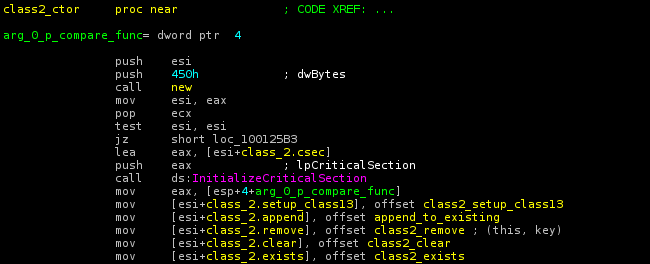 class2_ctor proc near ; CODE XREF: ...
arg_0_p_compare_func= dword ptr 4
push esi
push 450h ; dwBytes
call new
mov esi, eax
pop ecx
test esi, esi
jz short loc_100125B3
lea eax, [esi+class_2.csec]
push eax ; lpCriticalSection
call ds:InitializeCriticalSection
mov eax, [esp+4+arg_0_p_compare_func]
mov [esi+class_2.setup_class13], offset class2_setup_class13
mov [esi+class_2.append], offset append_to_existing
mov [esi+class_2.remove], offset class2_remove ; (this, key)
mov [esi+class_2.clear], offset class2_clear
mov [esi+class_2.exists], offset class2_exists